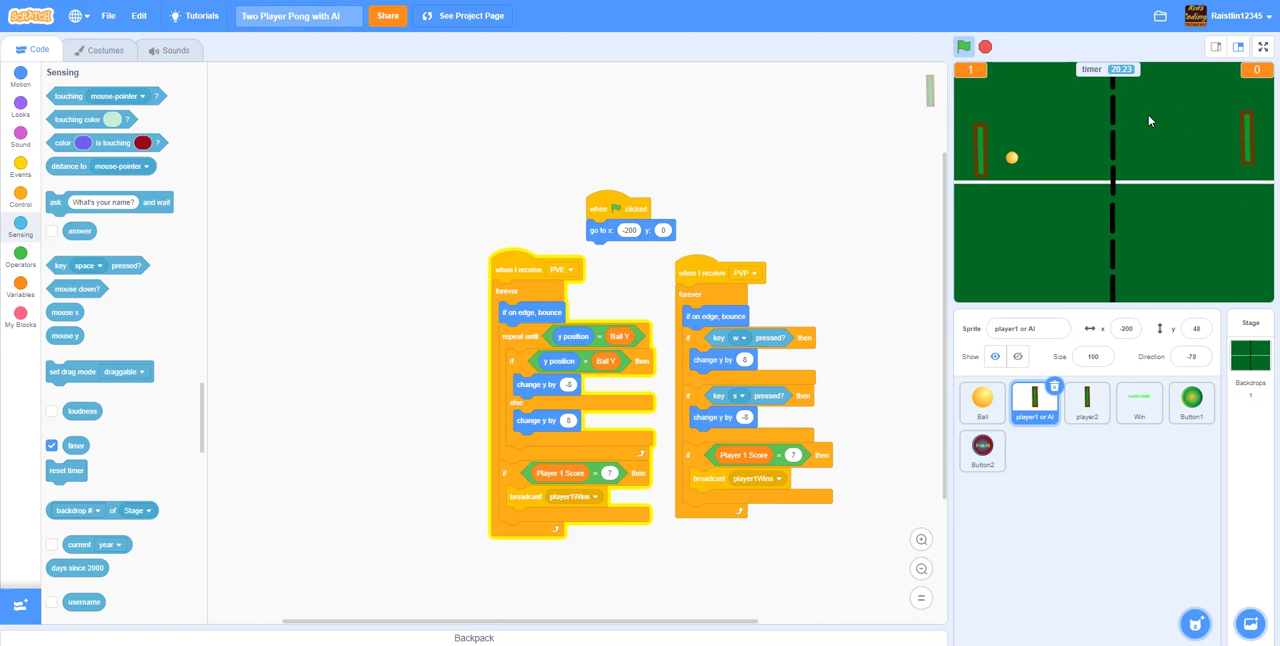 SCRATCH File Edit Tutorials Two Player Pong with AI Share See Project Page Raistlin12345
Code Costumes Sounds
Motion
Looks
Sound
Events
Control
Sensing
Operators
Variables
My Blocks
Sensing
touching mouse-pointer ?
touching color ?
color is touching ?
distance to mouse-pointer
ask What's your name? and wait
answer
key space pressed?
mouse down?
mouse x
mouse y
set drag mode draggable
loudness
timer
reset timer
backdrop # of Stage
current year
days since 2000
username
when clicked
go to x: -200 y: 0
when I receive PVE
forever
if on edge, bounce
repeat until y position = Ball Y
if y position > Ball Y then
change y by -8
else
change y by 8
if Player 1 Score = 7 then
broadcast player1Wins
when I receive PVP
forever
if on edge, bounce
if key w pressed? then
change y by 8
if key s pressed? then
change y by -8
if Player 1 Score = 7 then
broadcast player1Wins
Backpack
1 timer 20.23 0
Sprite player1 or AI x -200 y 48
Show Size 100 Direction -78
Ball player1 or AI player2 Win Button1
Button2
Stage
Backdrops
1